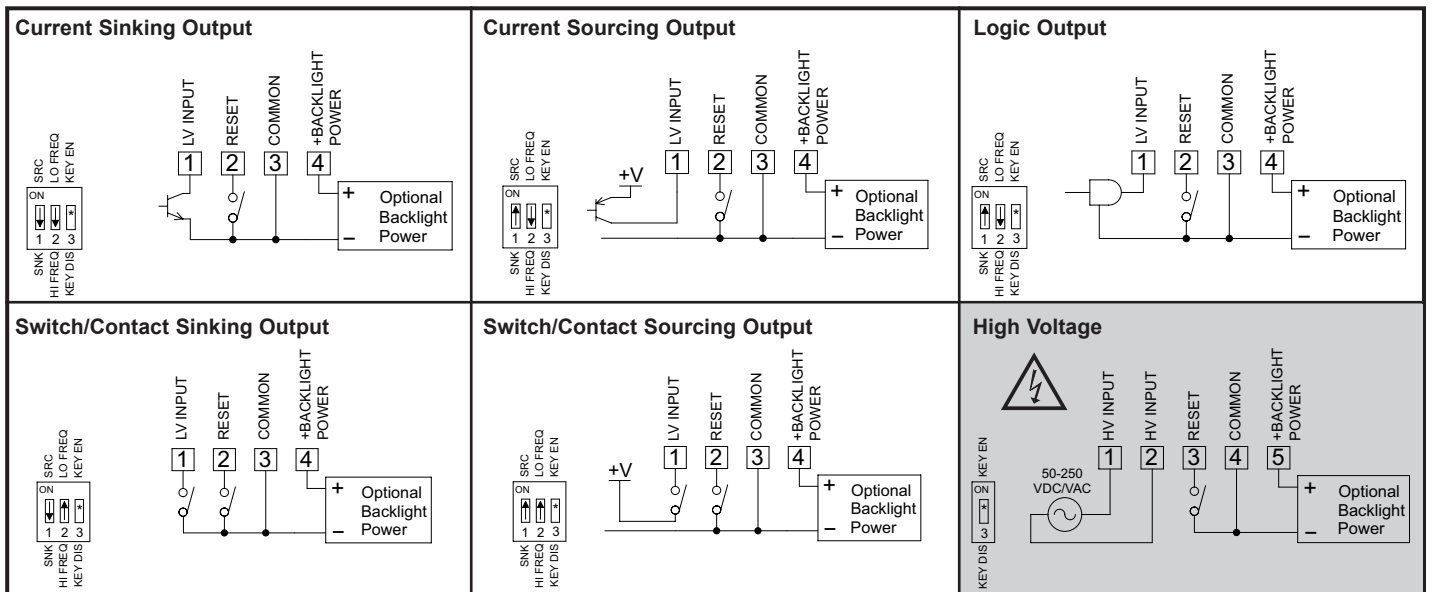 Current Sinking Output
LV INPUT
RESET
COMMON
+BACKLIGHT
POWER
1 2 3 4
SRC
LO FREQ
KEY EN
ON
*
1 2 3
SNK
HI FREQ
KEY DIS
+
Optional
Backlight
Power
–
Current Sourcing Output
LV INPUT
RESET
COMMON
+BACKLIGHT
POWER
1 2 3 4
+V
SRC
LO FREQ
KEY EN
ON
*
1 2 3
SNK
HI FREQ
KEY DIS
+
Optional
Backlight
Power
–
Logic Output
LV INPUT
RESET
COMMON
+BACKLIGHT
POWER
1 2 3 4
SRC
LO FREQ
KEY EN
ON
*
1 2 3
SNK
HI FREQ
KEY DIS
+
Optional
Backlight
Power
–
Switch/Contact Sinking Output
LV INPUT
RESET
COMMON
+BACKLIGHT
POWER
1 2 3 4
SRC
LO FREQ
KEY EN
ON
*
1 2 3
SNK
HI FREQ
KEY DIS
+
Optional
Backlight
Power
–
Switch/Contact Sourcing Output
LV INPUT
RESET
COMMON
+BACKLIGHT
POWER
1 2 3 4
+V
SRC
LO FREQ
KEY EN
ON
*
1 2 3
SNK
HI FREQ
KEY DIS
+
Optional
Backlight
Power
–
High Voltage
HV INPUT
HV INPUT
RESET
COMMON
+BACKLIGHT
POWER
1 2 3 4 5
50-250
VDC/VAC
KEY EN
ON
*
3
KEY DIS
+
Optional
Backlight
Power
–